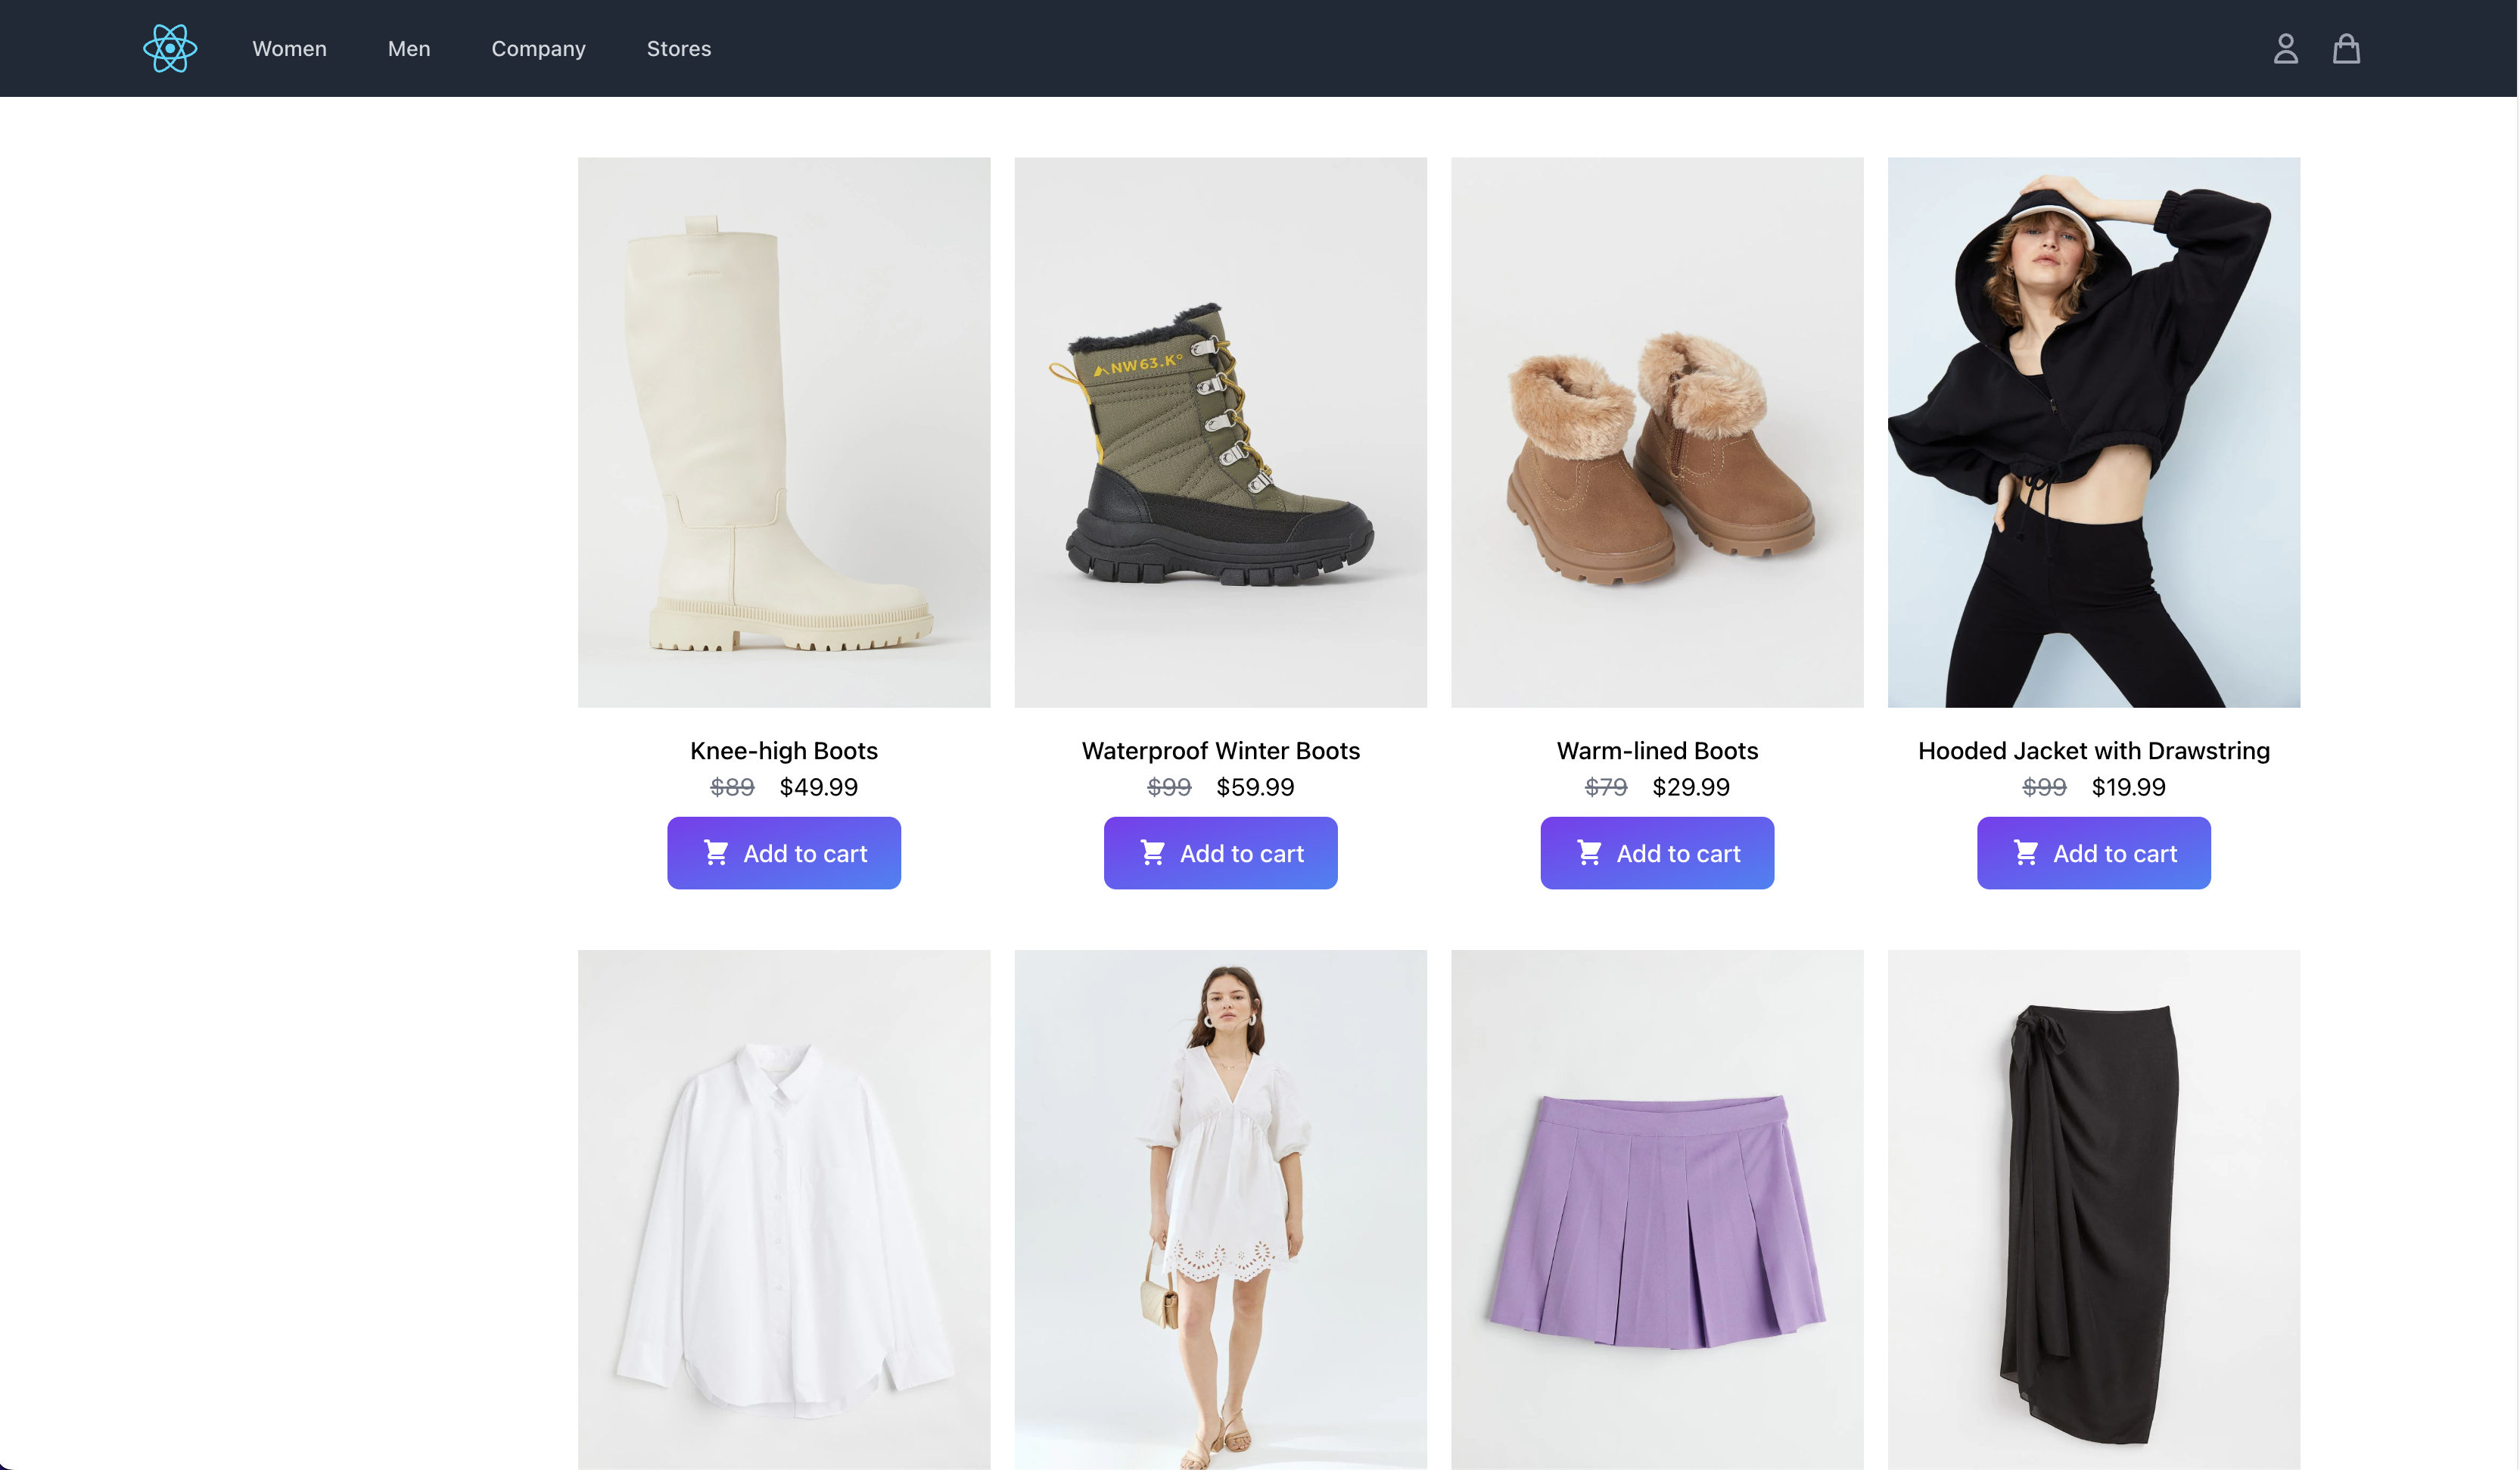 Women Men Company Stores
NW63.K°
Knee-high Boots
$89 $49.99
Add to cart
Waterproof Winter Boots
$99 $59.99
Add to cart
Warm-lined Boots
$79 $29.99
Add to cart
Hooded Jacket with Drawstring
$99 $19.99
Add to cart